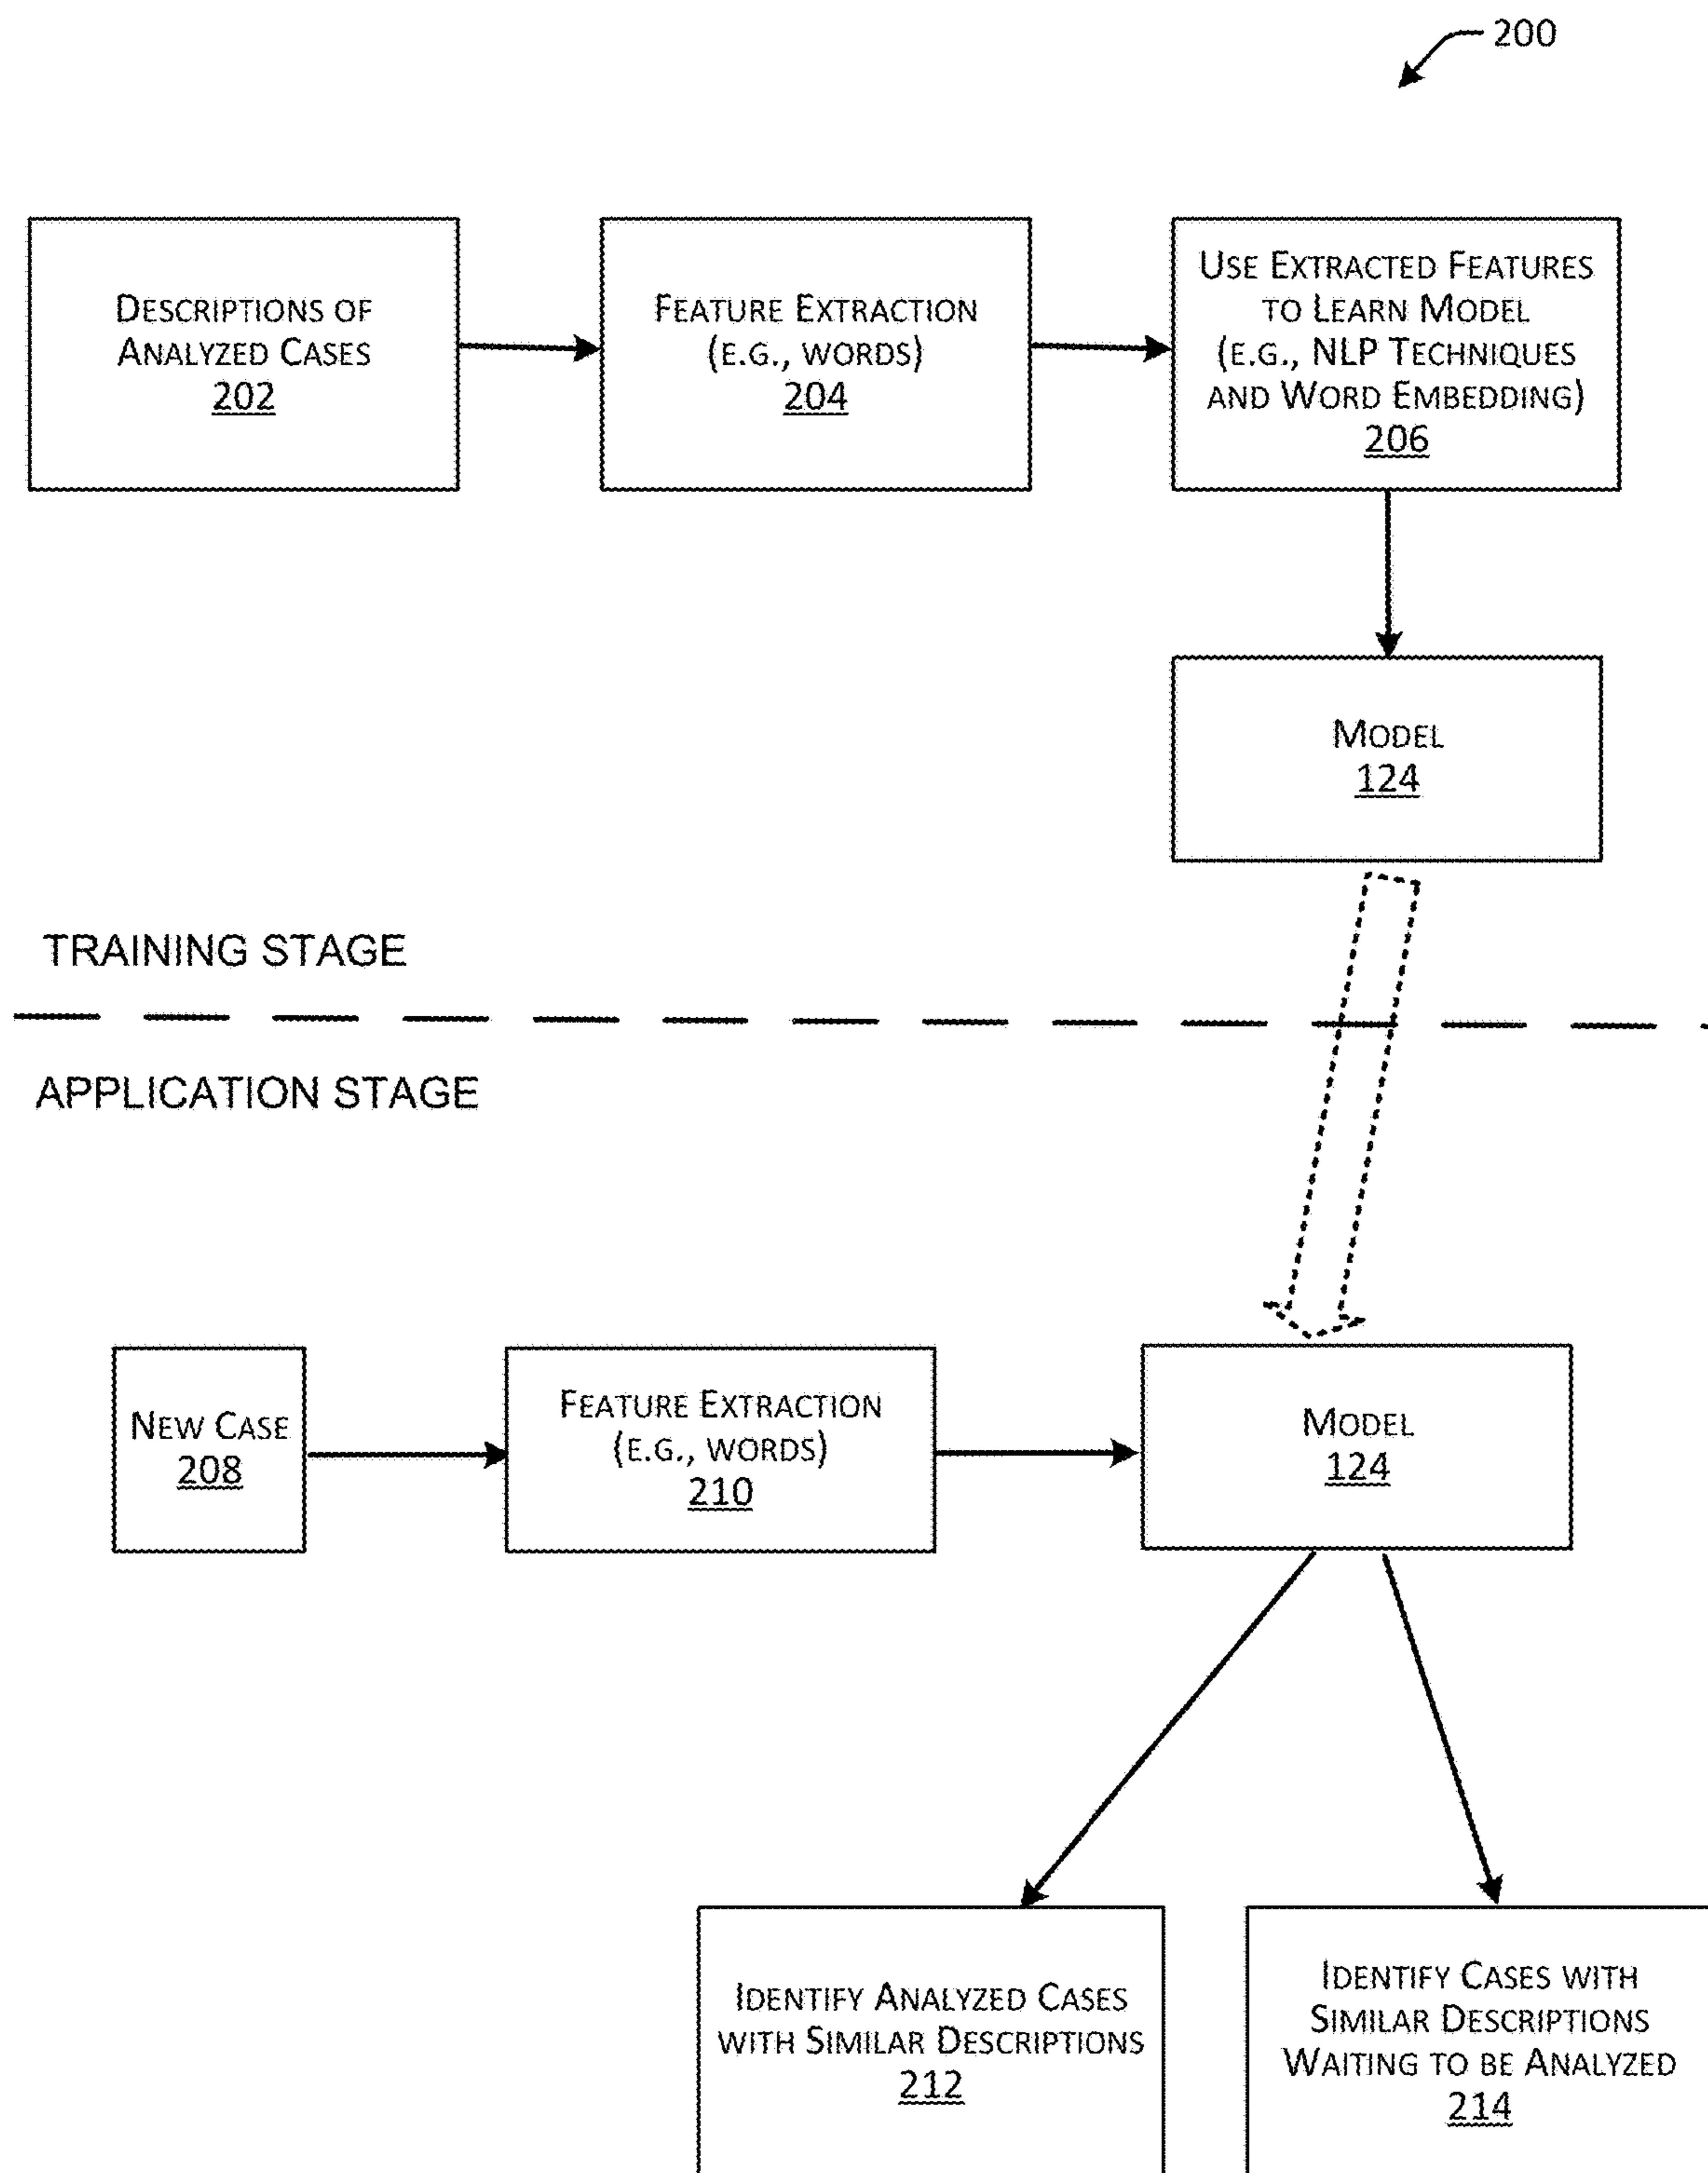 200
DESCRIPTIONS OF
ANALYZED CASES
202
FEATURE EXTRACTION
(E.G., WORDS)
204
USE EXTRACTED FEATURES
TO LEARN MODEL
(E.G., NLP TECHNIQUES
AND WORD EMBEDDING)
206
MODEL
124
TRAINING STAGE
APPLICATION STAGE
NEW CASE
208
FEATURE EXTRACTION
(E.G., WORDS)
210
MODEL
124
IDENTIFY ANALYZED CASES
WITH SIMILAR DESCRIPTIONS
212
IDENTIFY CASES WITH
SIMILAR DESCRIPTIONS
WAITING TO BE ANALYZED
214